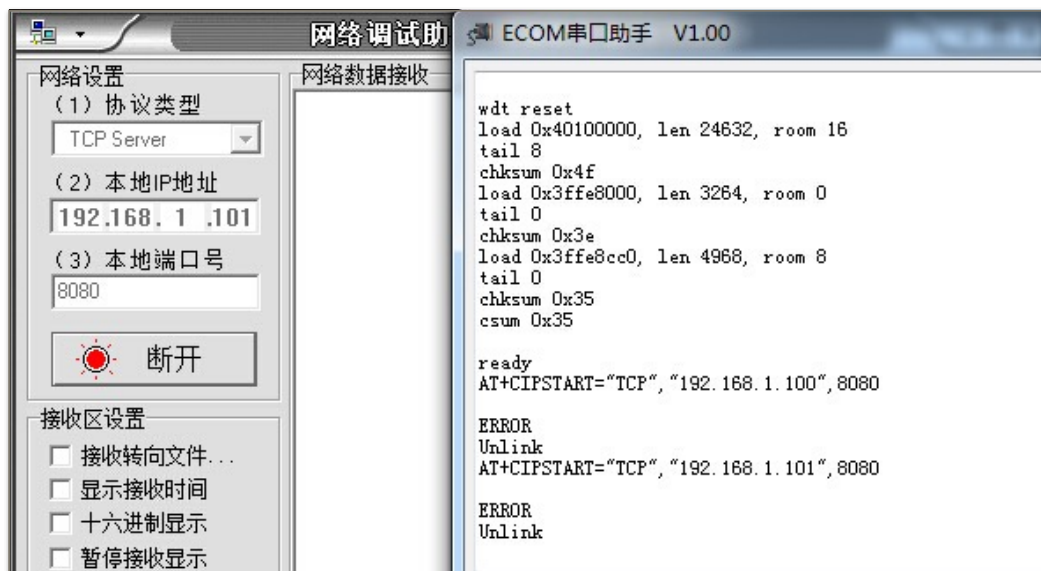 网络调试助
网络设置
网络数据接收
（1）协议类型
TCP Server
（2）本地IP地址
192.168. 1 .101
（3）本地端口号
8080
断开
接收区设置
接收转向文件...
显示接收时间
十六进制显示
暂停接收显示
ECOM串口助手 V1.00
wdt reset
load 0x40100000, len 24632, room 16
tail 8
chksum 0x4f
load 0x3ffe8000, len 3264, room 0
tail 0
chksum 0x3e
load 0x3ffe8cc0, len 4968, room 8
tail 0
chksum 0x35
csum 0x35
ready
AT+CIPSTART="TCP","192.168.1.100",8080
ERROR
Unlink
AT+CIPSTART="TCP","192.168.1.101",8080
ERROR
Unlink